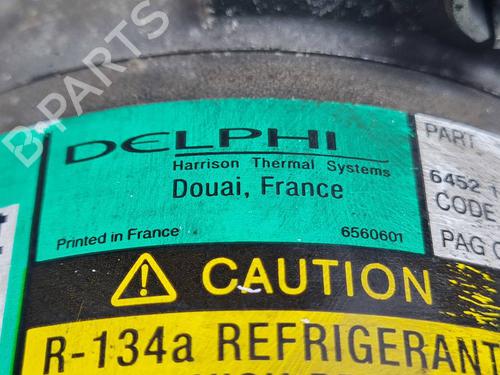 B-PARTS
DELPHI
Harrison Thermal Systems
Douai, France
Printed in France
6560601
PART
6452
CODE
PAG
CAUTION
R-134a REFRIGERANT